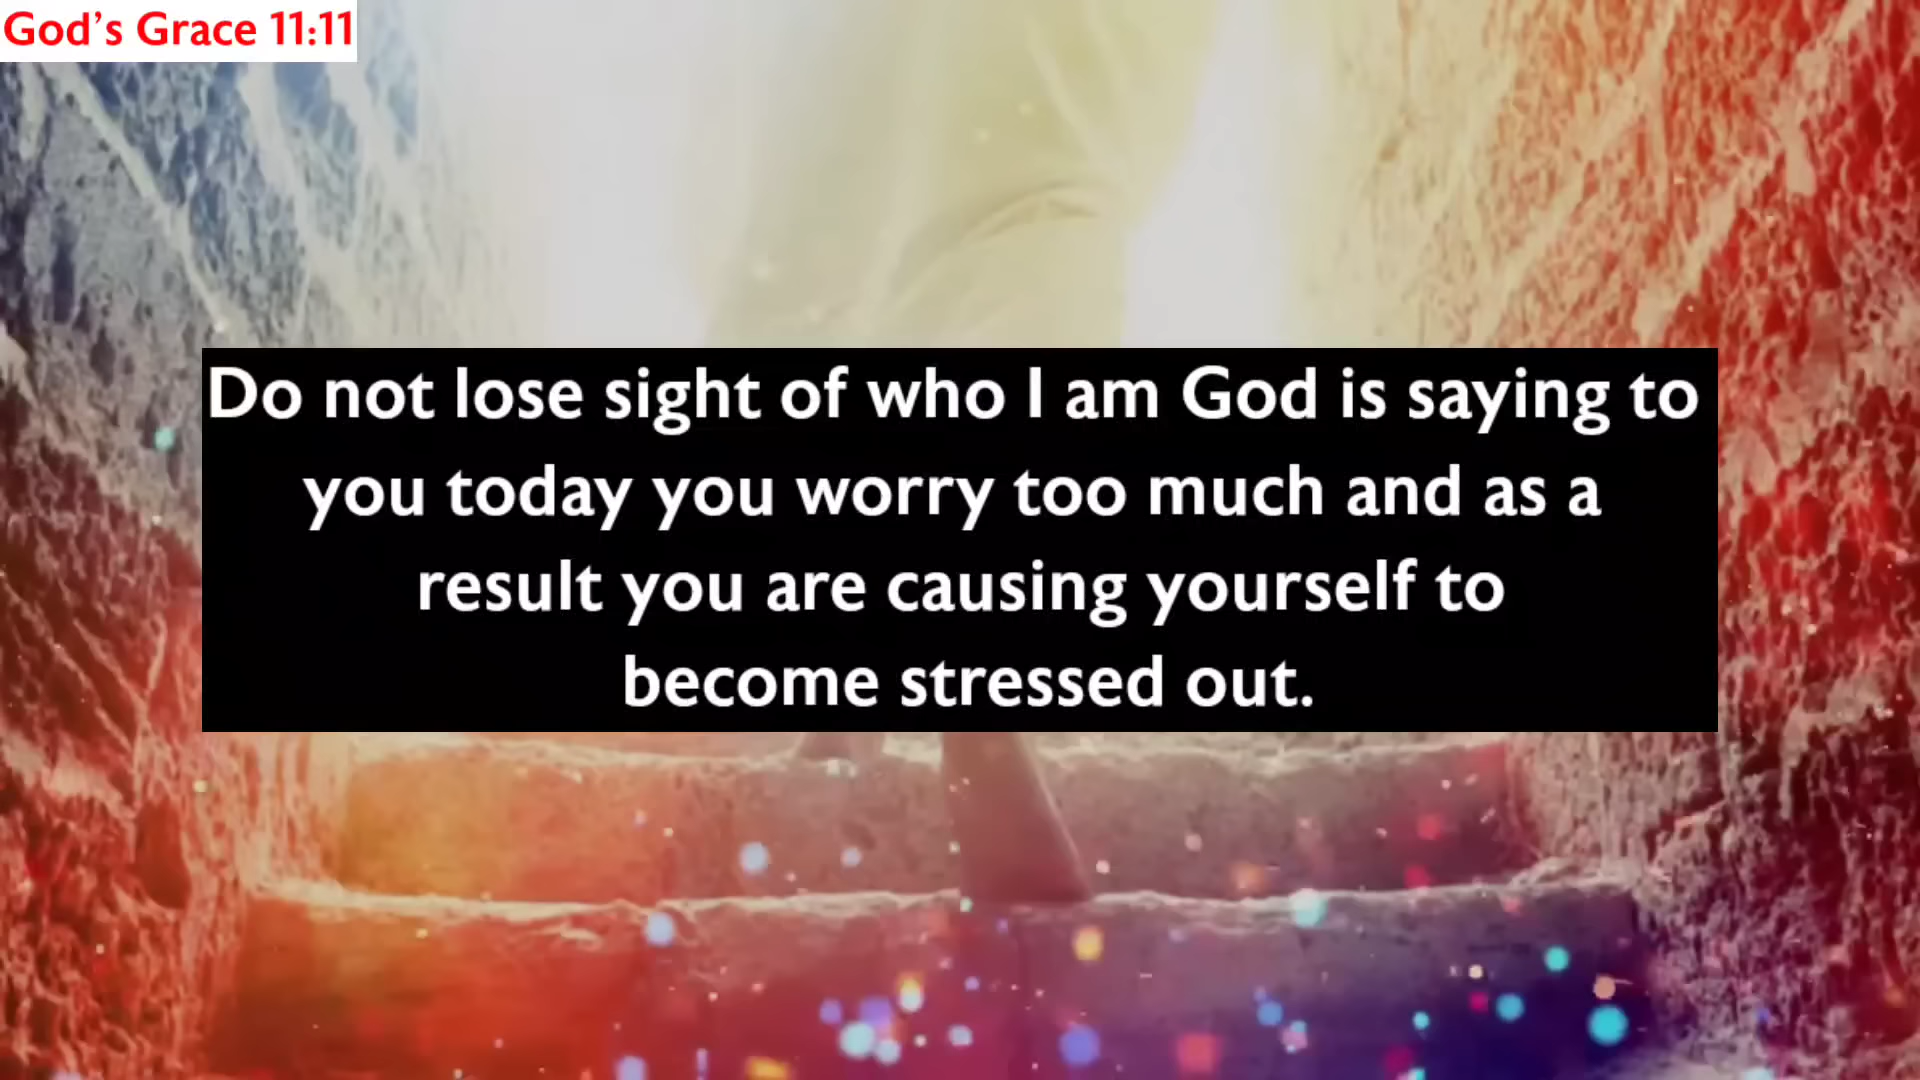 God's Grace 11:11
Do not lose sight of who I am God is saying to
you today you worry too much and as a
result you are causing yourself to
become stressed out.